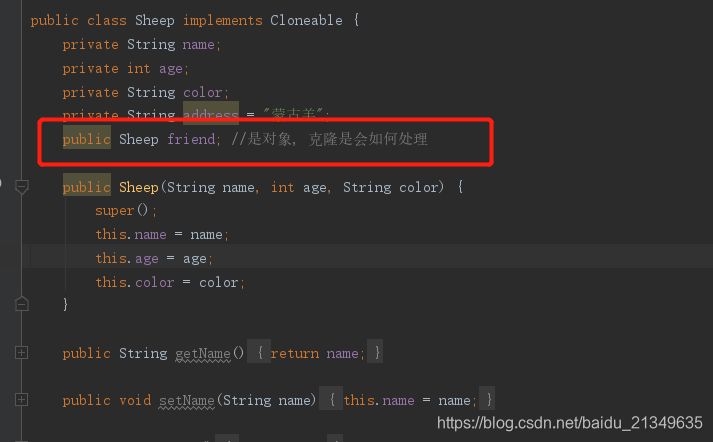 public class Sheep implements Cloneable {
private String name;
private int age;
private String color;
private String address = "蒙古羊";
public Sheep friend; //是对象, 克隆是会如何处理
public Sheep(String name, int age, String color) {
super();
this.name = name;
this.age = age;
this.color = color;
}
public String getName() { return name; }
public void setName(String name) { this.name = name; }
https://blog.csdn.net/baidu_21349635